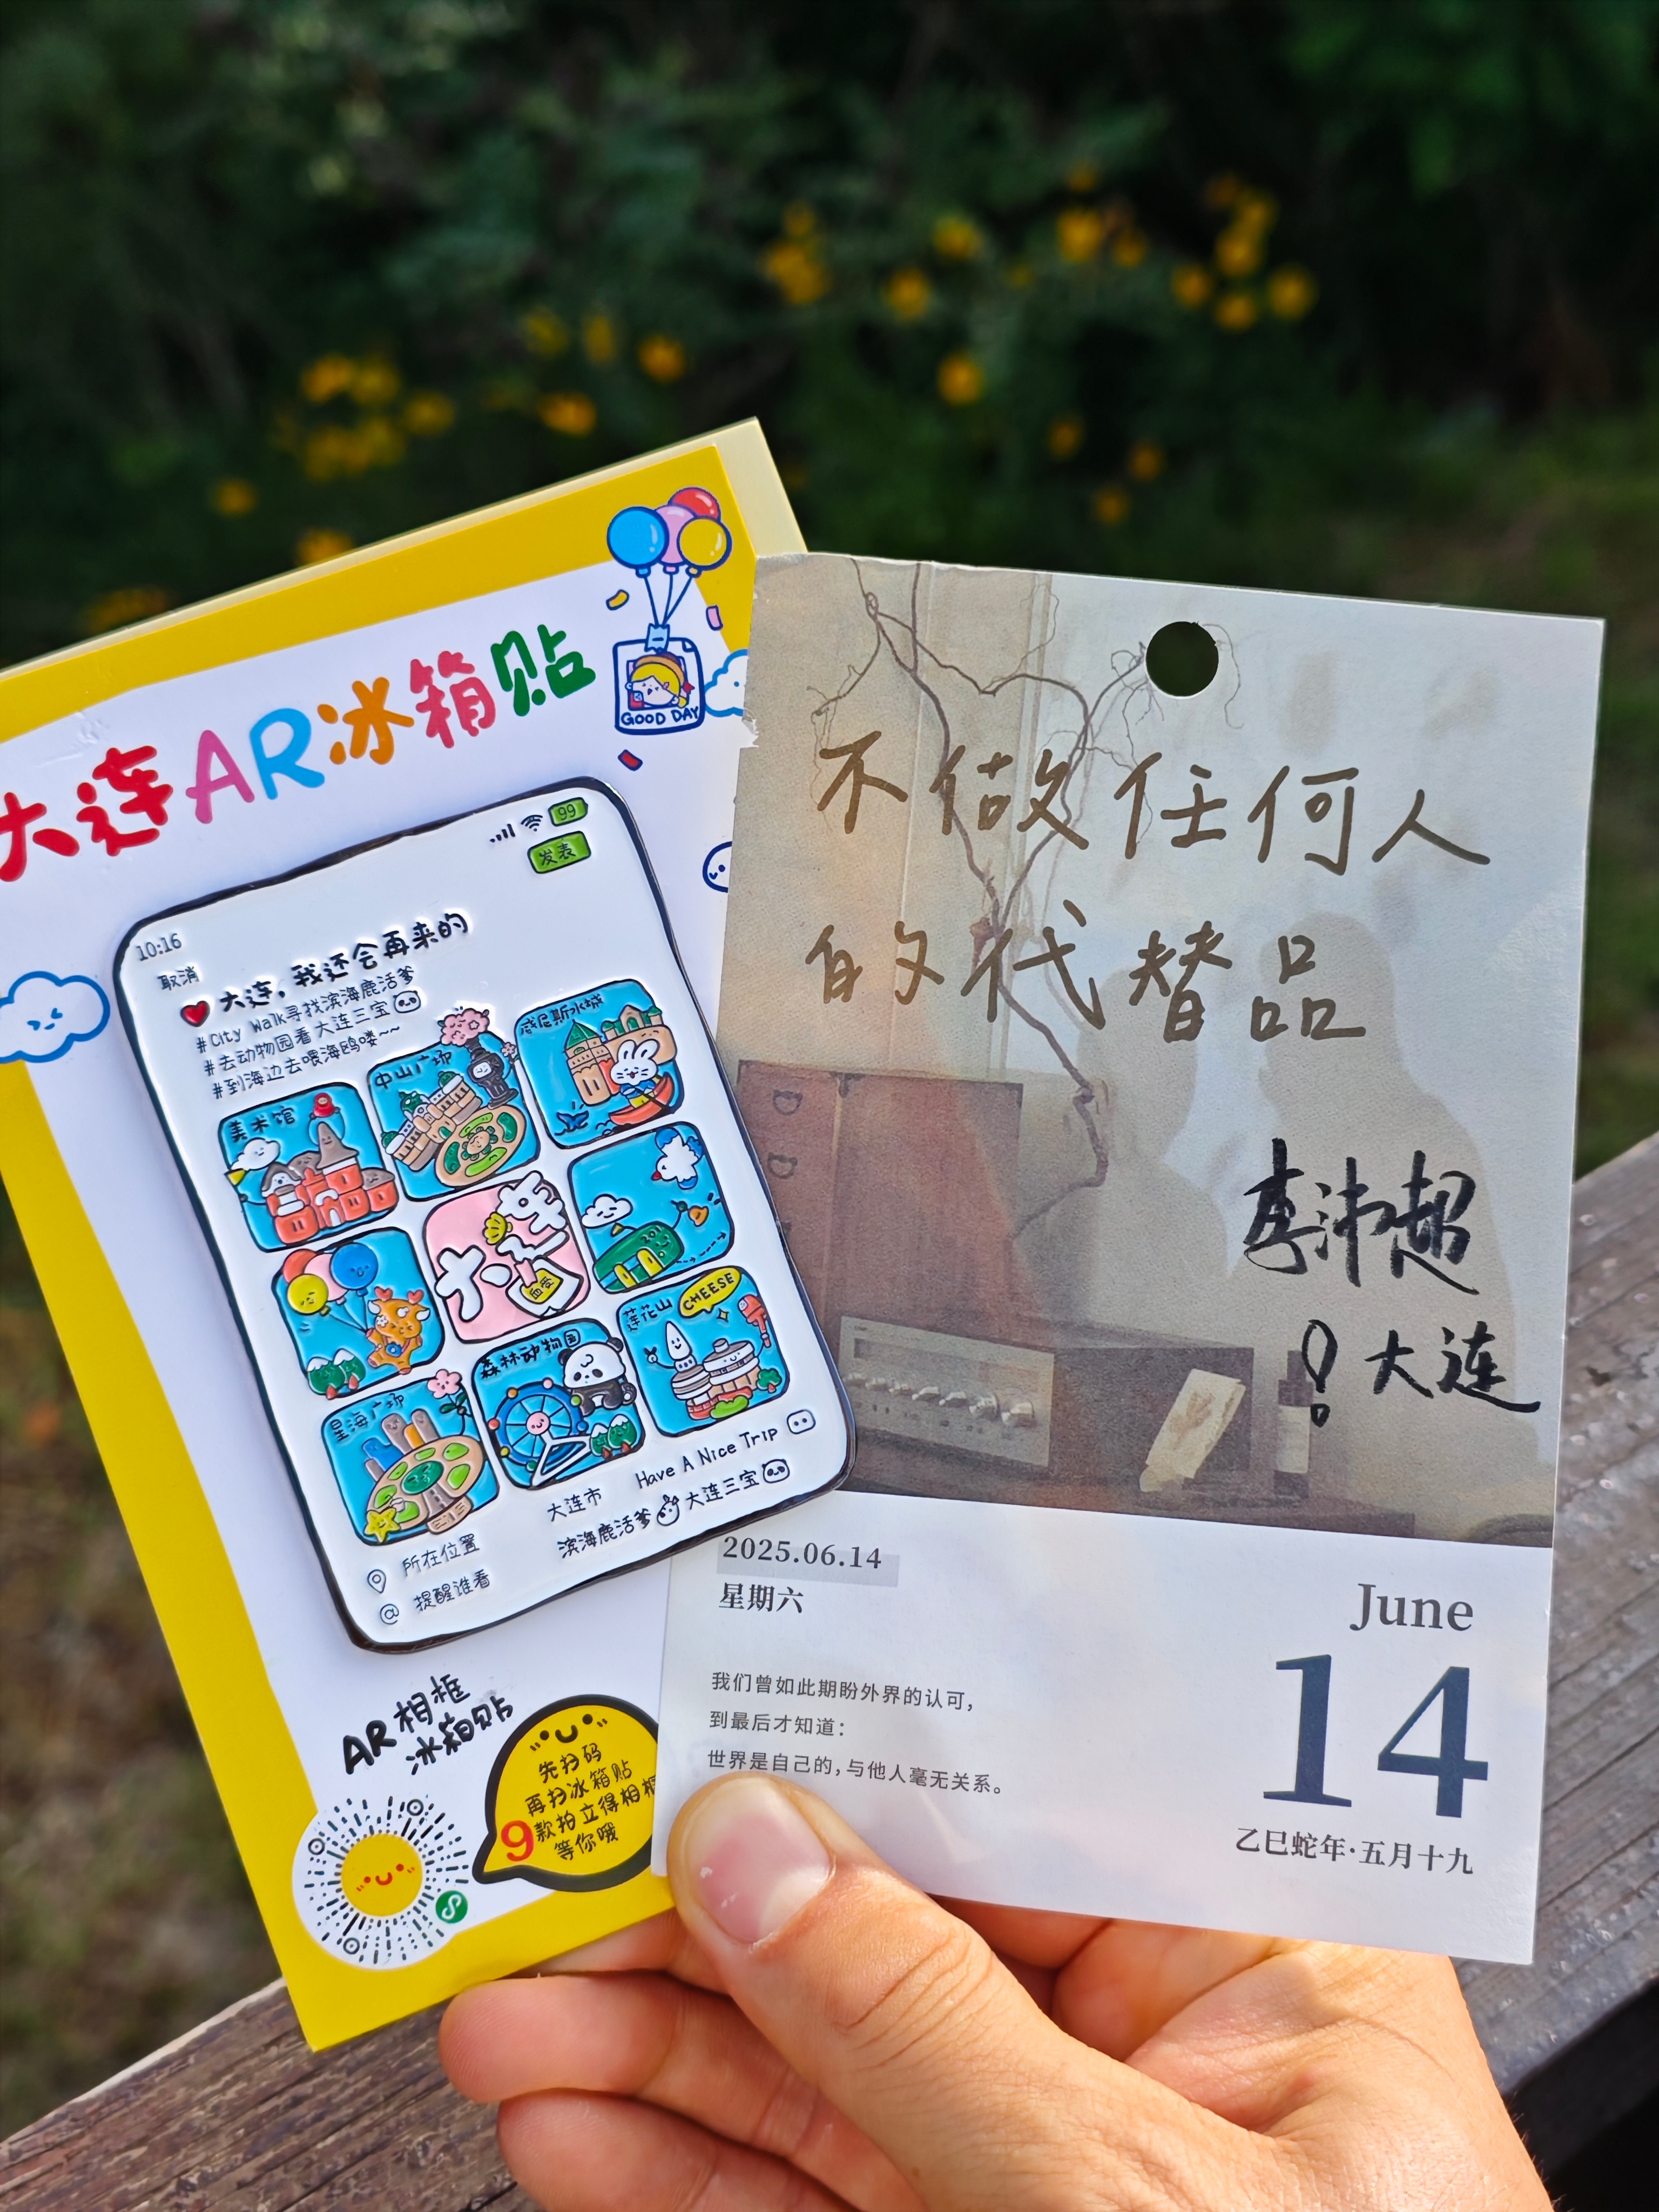 GOOD DAY
大连AR冰箱贴
99
发表
10:16
取消
大连,我还会再来的
#City Walk寻找滨海鹿活爹
#去动物园看大连三宝
#到海边去喂海鸥喽~~
美术馆
中山广场
威尼斯水城
大连
莲花山
CHEESE
星海广场
森林动物园
Have A Nice Trip
大连市
滨海鹿活爹
大连三宝
所在位置
@ 提醒谁看
AR相框
冰箱贴
先扫码
再扫冰箱贴
9款拍立得相框
等你哦
不做任何人
的代替品
大连
2025.06.14
星期六
June
14
我们曾如此期盼外界的认可,
到最后才知道:
世界是自己的,与他人毫无关系。
乙巳蛇年·五月十九